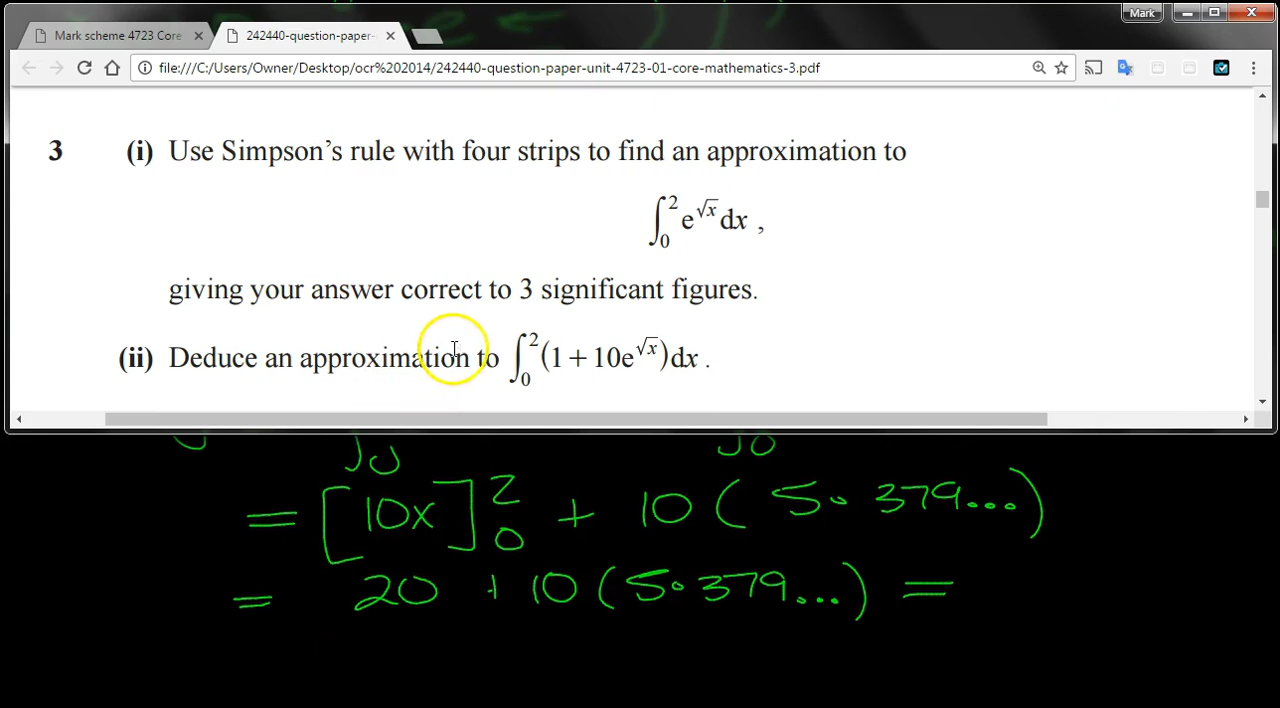 Mark
Mark scheme 4723 Core
242440-question-paper-
file:///C:/Users/Owner/Desktop/ocr%202014/242440-question-paper-unit-4723-01-core-mathematics-3.pdf
3 (i) Use Simpson's rule with four strips to find an approximation to
∫₀² e^√x dx ,
giving your answer correct to 3 significant figures.
(ii) Deduce an approximation to ∫₀² (1 + 10e^√x) dx .
= [10x]₀² + 10 (5.379...)
= 20 + 10 (5.379...) =